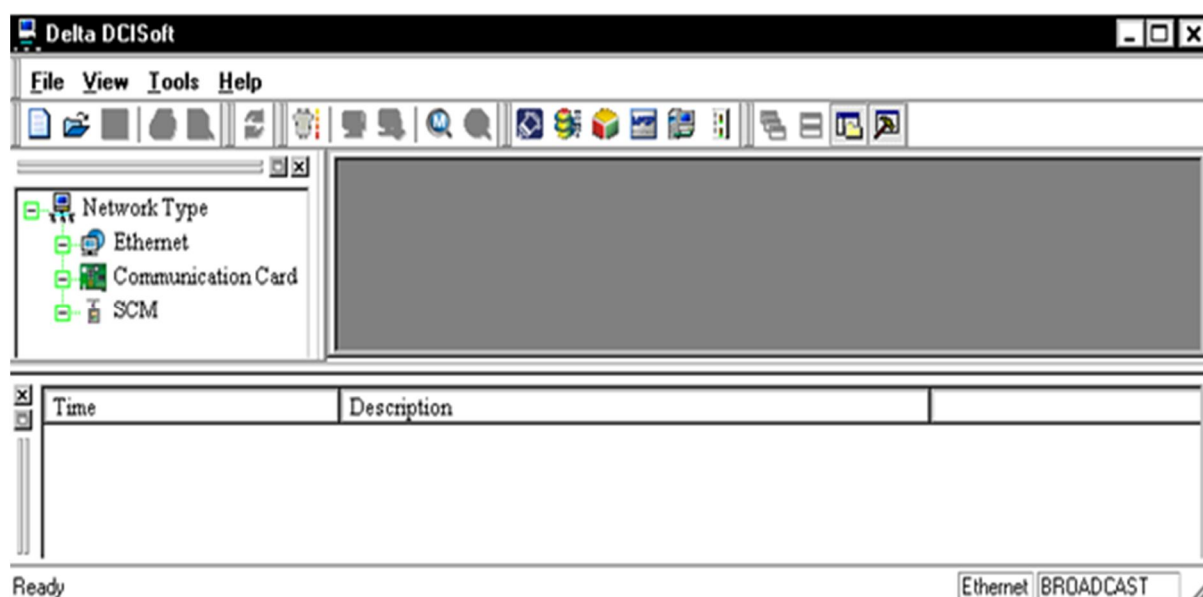 Delta DCISoft
File View Tools Help
M
Network Type
Ethernet
Communication Card
SCM
Time Description
Ready Ethernet BROADCAST